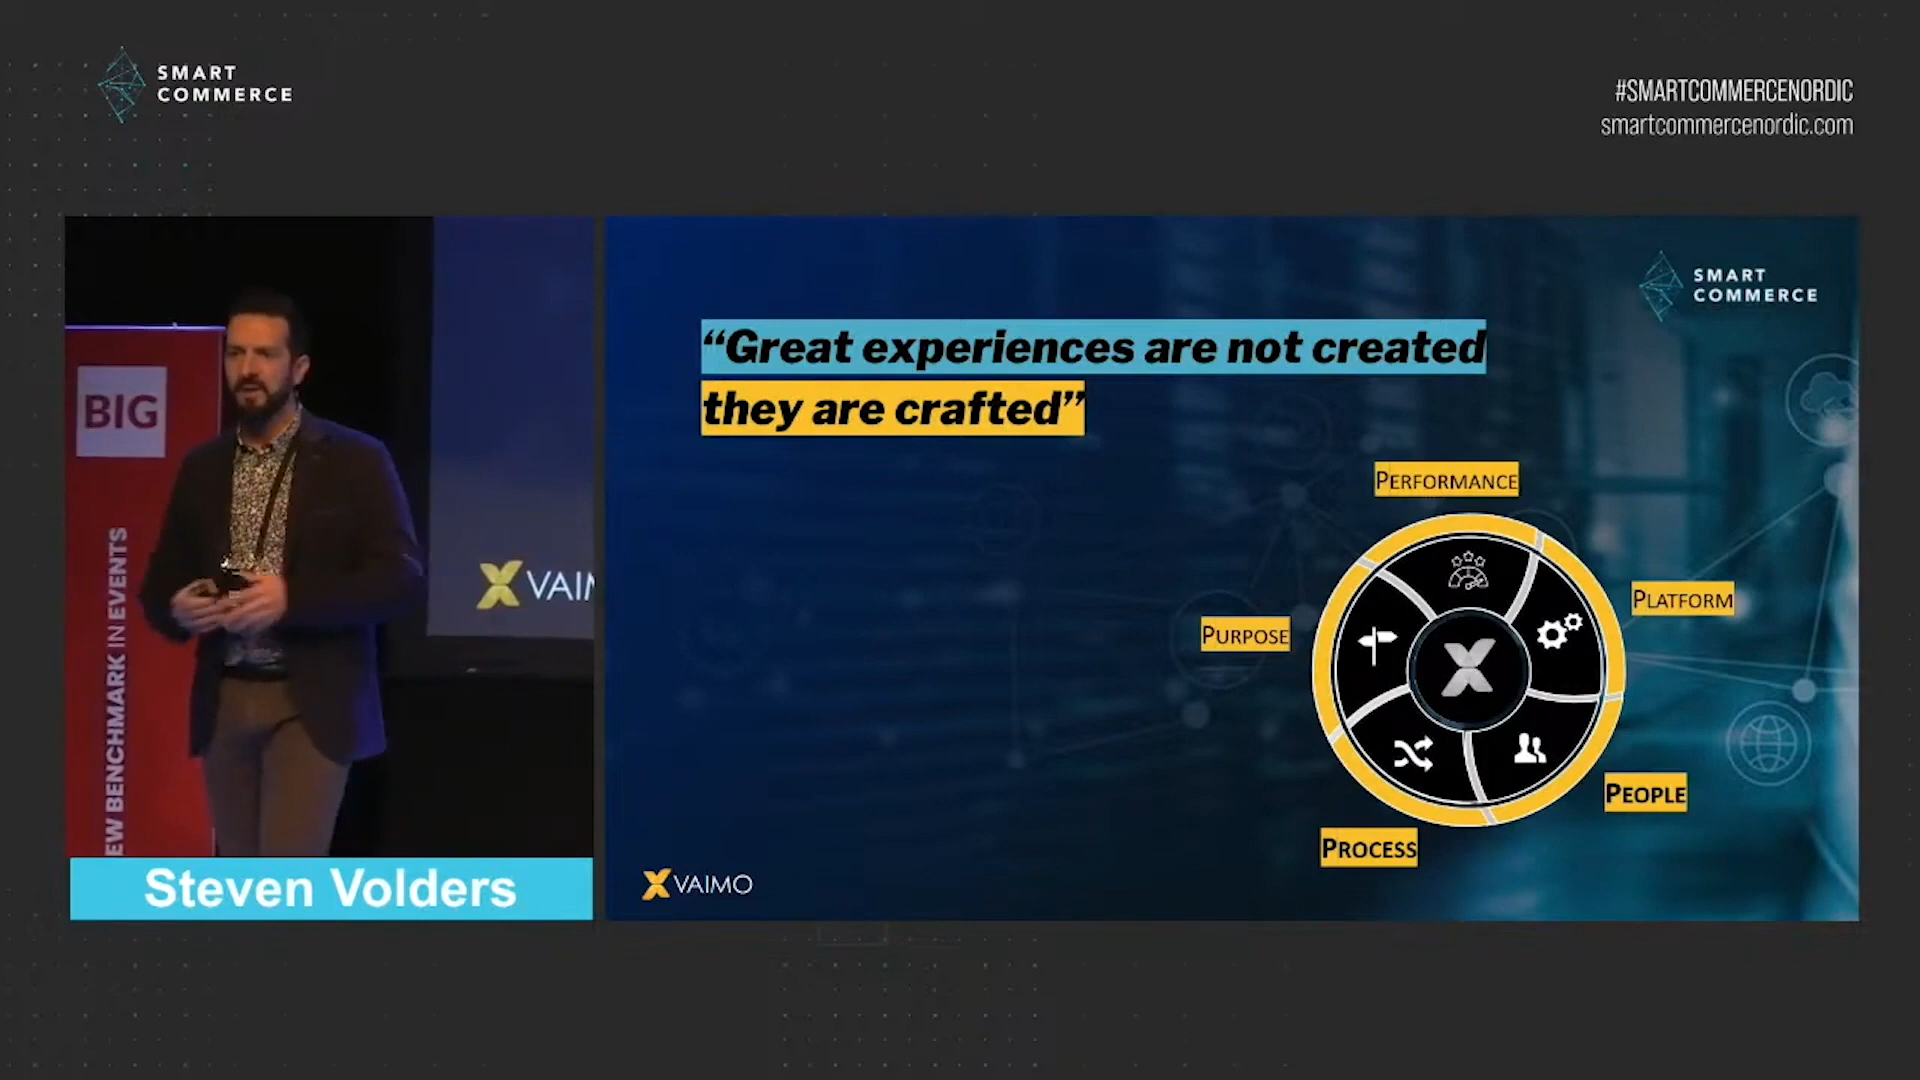 SMART
COMMERCE
#SMARTCOMMERCENORDIC
smartcommercenordic.com
BIG
EW BENCHMARK IN EVENTS
VAIM
Steven Volders
SMART
COMMERCE
“Great experiences are not created
they are crafted”
PERFORMANCE
PLATFORM
PURPOSE
PEOPLE
PROCESS
VAIMO